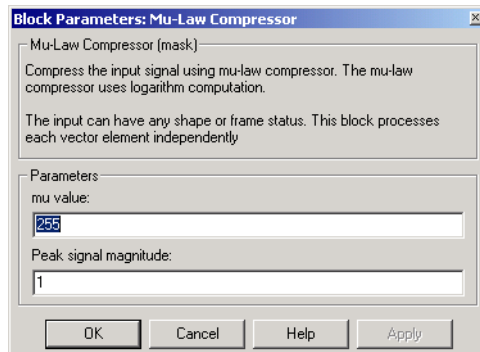 Block Parameters: Mu-Law Compressor
Mu-Law Compressor (mask)
Compress the input signal using mu-law compressor. The mu-law
compressor uses logarithm computation.
The input can have any shape or frame status. This block processes
each vector element independently
Parameters
mu value:
255
Peak signal magnitude:
1
OK Cancel Help Apply